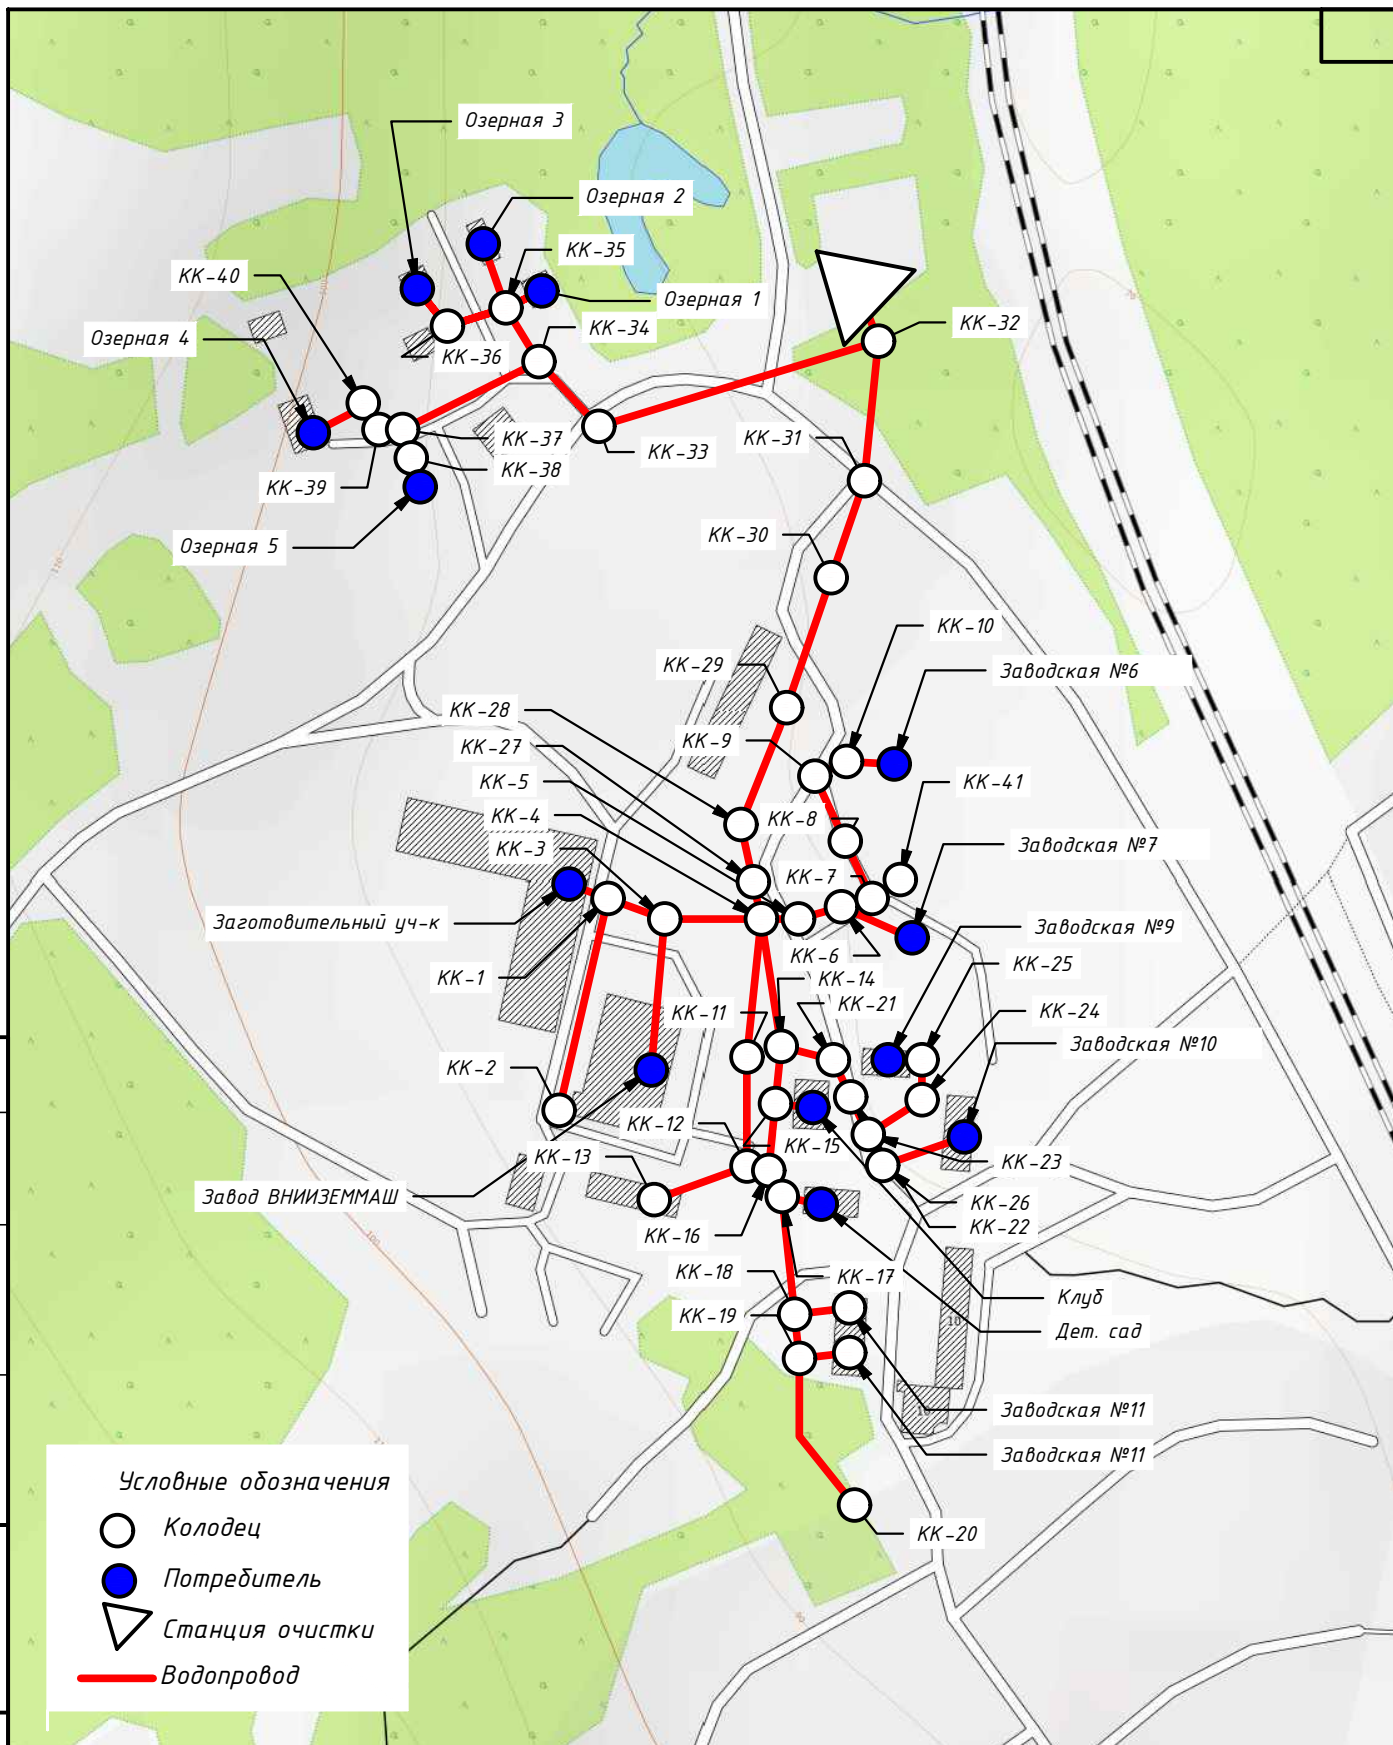 Озерная 3
Озерная 2
КК-35
КК-40
Озерная 1
КК-34
КК-32
Озерная 4
КК-36
КК-37
КК-31
КК-33
КК-38
КК-39
Озерная 5
КК-30
КК-10
КК-29
Заводская №6
КК-28
КК-9
КК-27
КК-5
КК-41
КК-4
КК-8
КК-3
Заводская №7
КК-7
Заготовительный уч-к
Заводская №9
КК-6
КК-25
КК-1
КК-14
КК-21
КК-11
КК-24
Заводская №10
КК-2
КК-12
КК-15
КК-13
КК-23
Завод ВНИИЗЕММАШ
КК-26
КК-22
КК-16
КК-18
КК-17
Клуб
КК-19
Дет. сад
10
Заводская №11
10
Заводская №11
КК-20
Условные обозначения
Колодец
Потребитель
Станция очистки
Водопровод